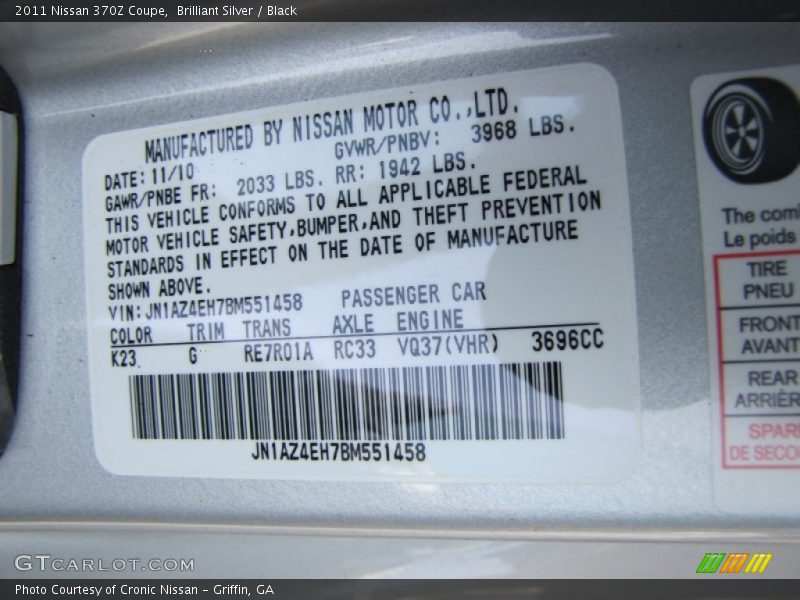 2011 Nissan 370Z Coupe, Brilliant Silver / Black
MANUFACTURED BY NISSAN MOTOR CO.,LTD.
DATE:11/10 GVWR/PNBV: 3968 LBS.
GAWR/PNBE FR: 2033 LBS. RR: 1942 LBS.
THIS VEHICLE CONFORMS TO ALL APPLICABLE FEDERAL
MOTOR VEHICLE SAFETY,BUMPER,AND THEFT PREVENTION
STANDARDS IN EFFECT ON THE DATE OF MANUFACTURE
SHOWN ABOVE.
VIN:JN1AZ4EH7BM551458 PASSENGER CAR
COLOR TRIM TRANS AXLE ENGINE
K23 G RE7R01A RC33 VQ37(VHR) 3696CC
JN1AZ4EH7BM551458
The
Le poids
TIRE
PNEU
FRONT
AVANT
REAR
ARRIÈR
SPAR
DE SECO
GTCARLOT.COM
Photo Courtesy of Cronic Nissan - Griffin, GA